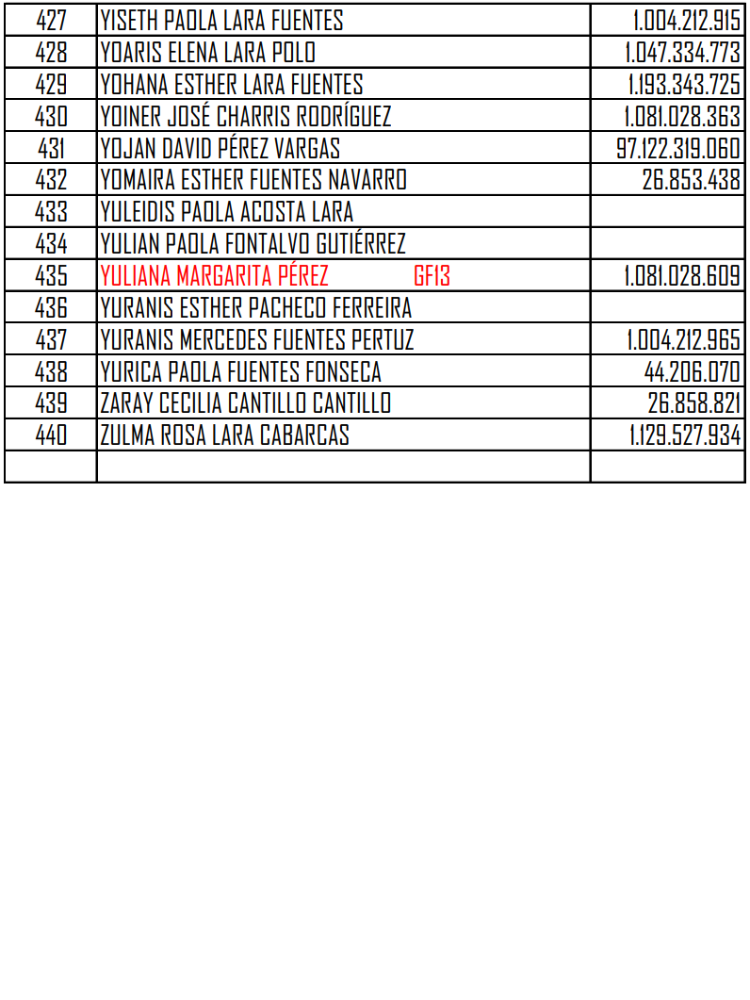 427 YISETH PAOLA LARA FUENTES 1.004.212.915
428 YOARIS ELENA LARA POLO 1.047.334.773
429 YOHANA ESTHER LARA FUENTES 1.193.343.725
430 YOINER JOSÉ CHARRIS RODRÍGUEZ 1.081.028.363
431 YOJAN DAVID PÉREZ VARGAS 97.122.319.060
432 YOMAIRA ESTHER FUENTES NAVARRO 26.853.438
433 YULEIDIS PAOLA ACOSTA LARA
434 YULIAN PAOLA FONTALVO GUTIÉRREZ
435 YULIANA MARGARITA PÉREZ GF13 1.081.028.609
436 YURANIS ESTHER PACHECO FERREIRA
437 YURANIS MERCEDES FUENTES PERTUZ 1.004.212.965
438 YURICA PAOLA FUENTES FONSECA 44.206.070
439 ZARAY CECILIA CANTILLO CANTILLO 26.858.821
440 ZULMA ROSA LARA CABARCAS 1.129.527.934